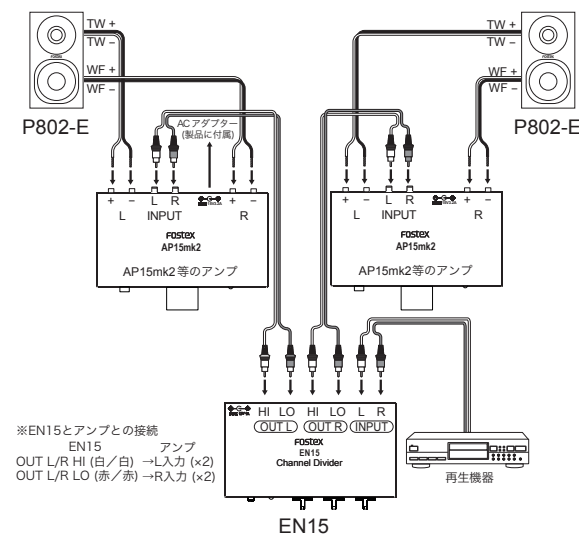 TW +
TW −
WF +
WF −
FOSTEX
P802-E
TW +
TW −
WF +
WF −
FOSTEX
P802-E
ACアダプター
(製品に付属)
+ − L R + −
L INPUT R
FOSTEX
AP15mk2
AP15mk2等のアンプ
+ − L R + −
L INPUT R
FOSTEX
AP15mk2
AP15mk2等のアンプ
HI LO HI LO L R
OUT L OUT R INPUT
FOSTEX
EN15
Channel Divider
EN15
再生機器
※EN15とアンプとの接続
EN15 アンプ
OUT L/R HI (白／白) →L入力 (×2)
OUT L/R LO (赤／赤) →R入力 (×2)